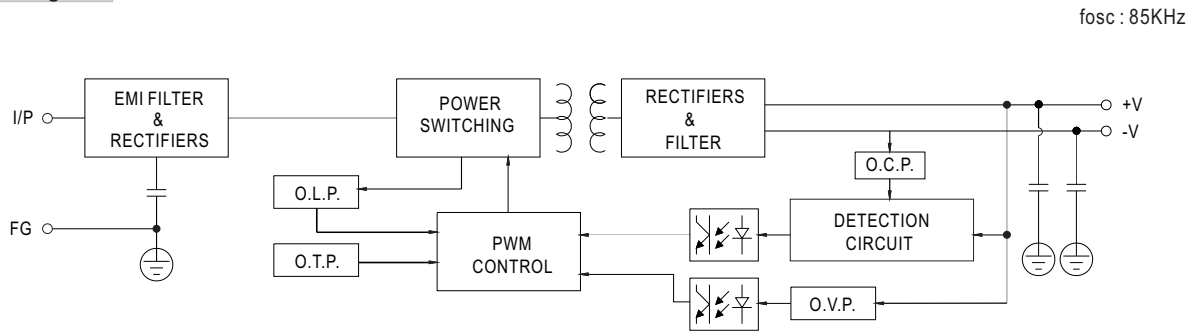 fosc : 85KHz
I/P
EMI FILTER
&
RECTIFIERS
POWER
SWITCHING
RECTIFIERS
&
FILTER
+V
-V
O.C.P.
O.L.P.
DETECTION
CIRCUIT
FG
PWM
CONTROL
O.T.P.
O.V.P.